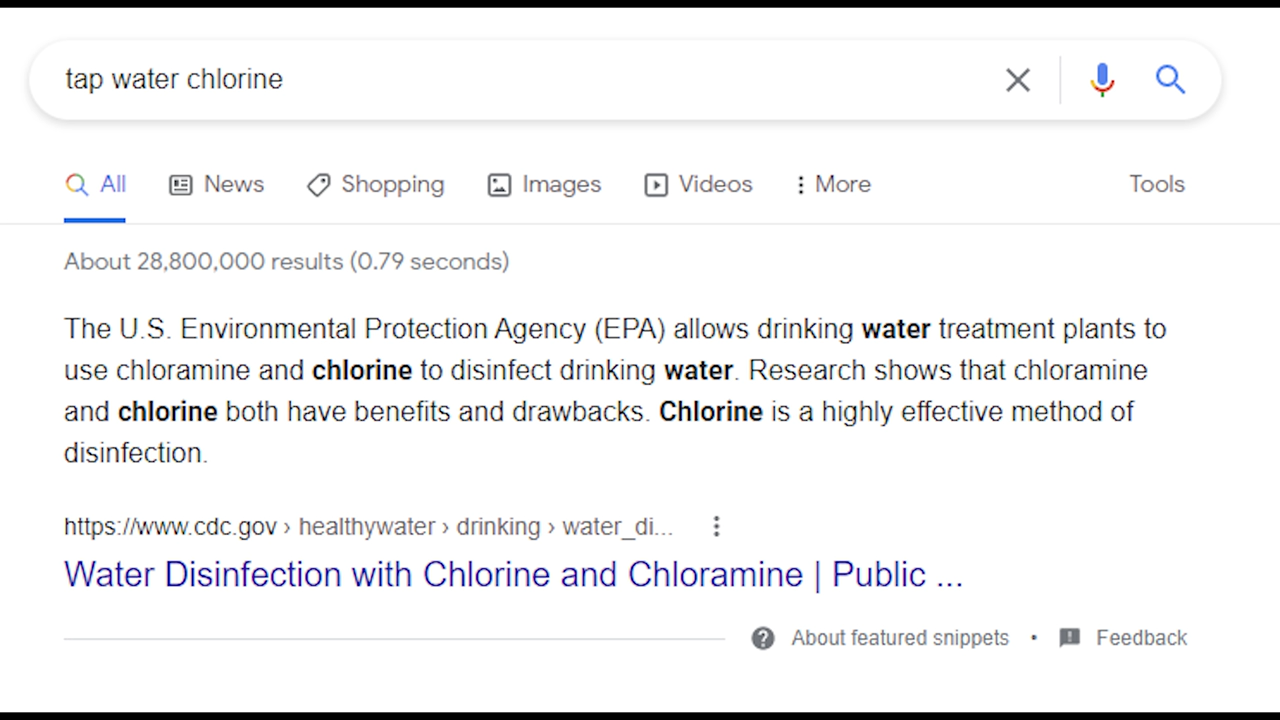 tap water chlorine
All News Shopping Images Videos More Tools
About 28,800,000 results (0.79 seconds)
The U.S. Environmental Protection Agency (EPA) allows drinking water treatment plants to
use chloramine and chlorine to disinfect drinking water. Research shows that chloramine
and chlorine both have benefits and drawbacks. Chlorine is a highly effective method of
disinfection.
https://www.cdc.gov › healthywater › drinking › water_di...
Water Disinfection with Chlorine and Chloramine | Public ...
About featured snippets • Feedback